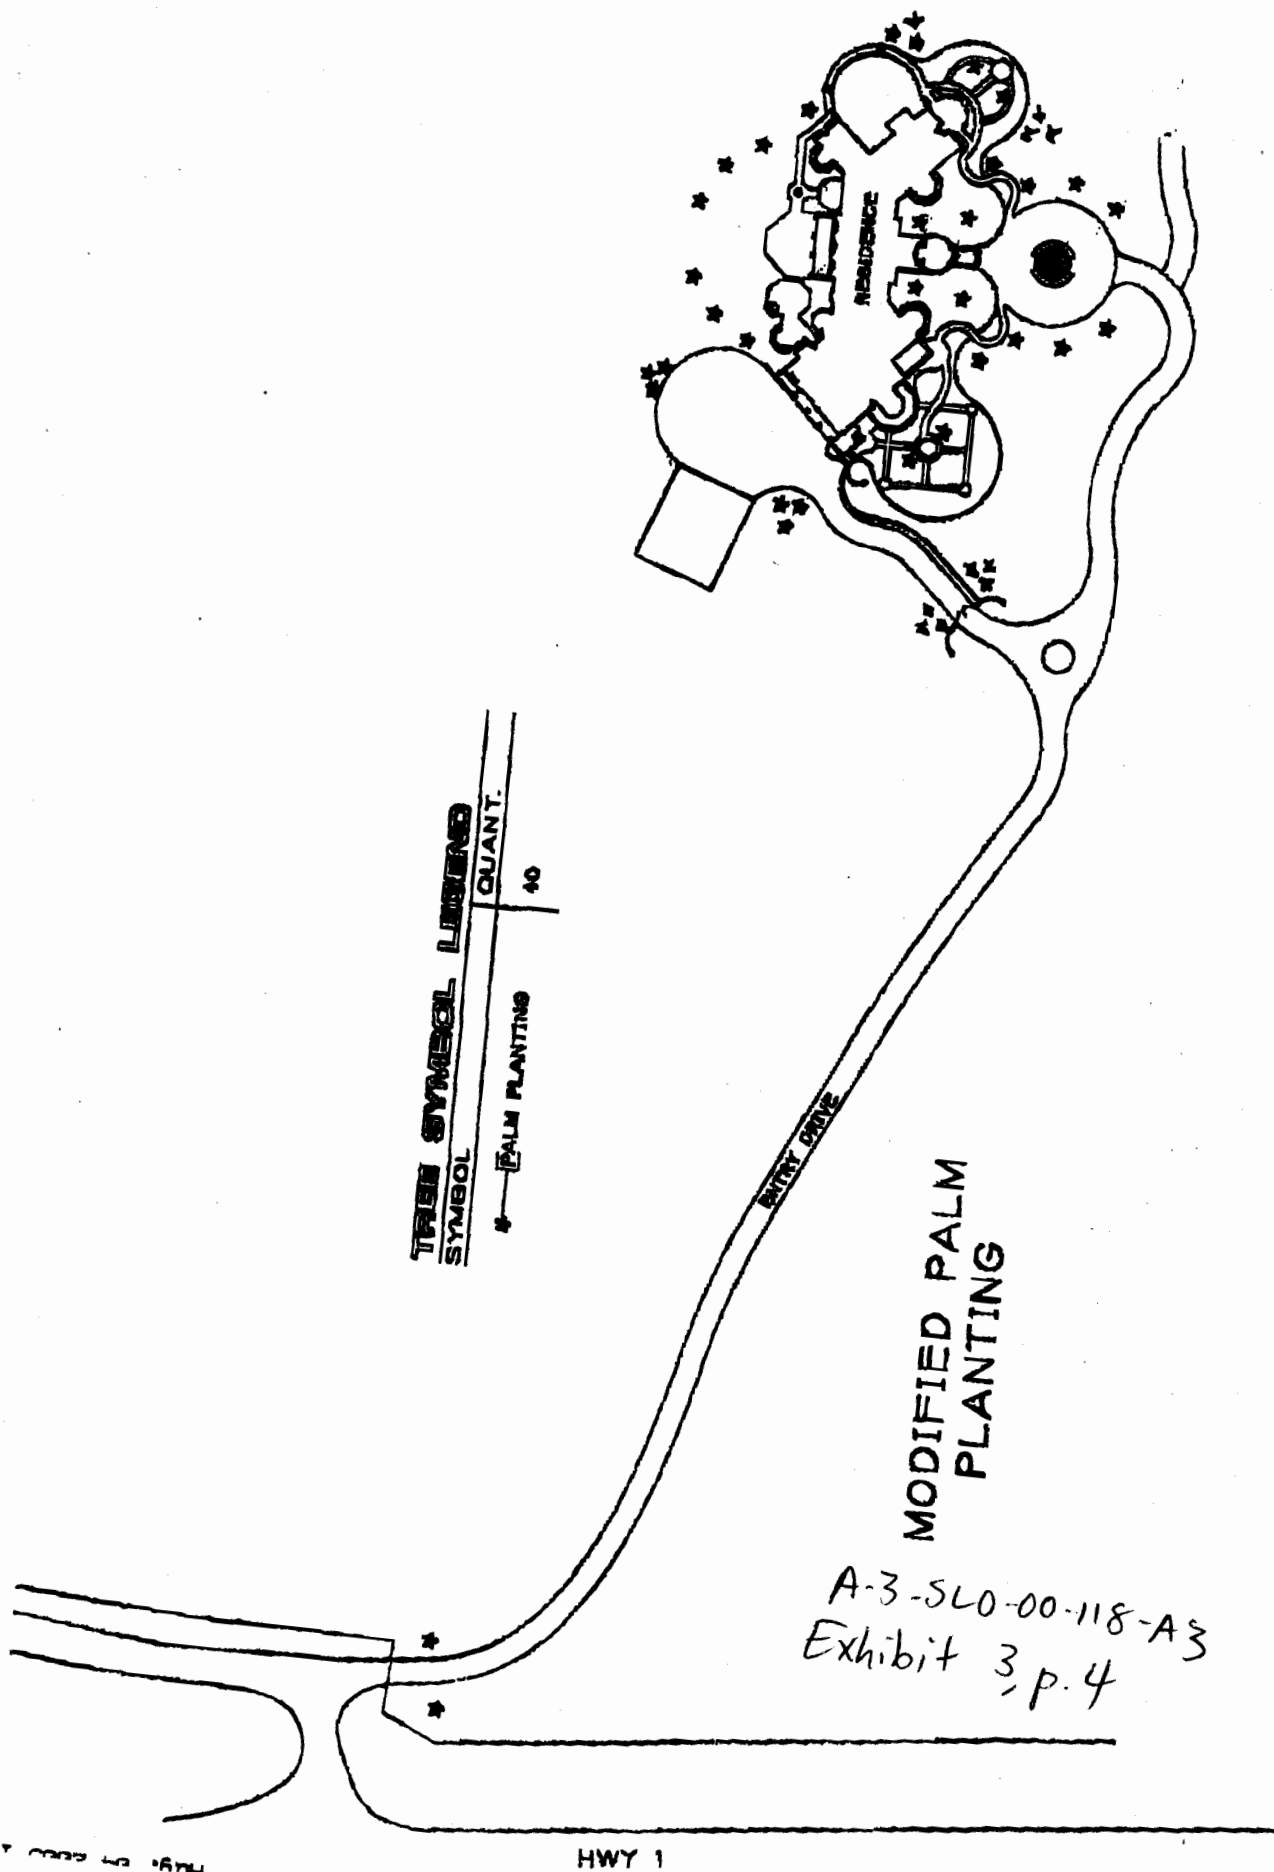 RESIDENCE
TREE SYMBOL LEGEND
SYMBOL QUANT.
PALM PLANTING 40
ENTRY DRIVE
MODIFIED PALM
PLANTING
A-3-SLO-00-118-A3
Exhibit 3, p. 4
HWY 1